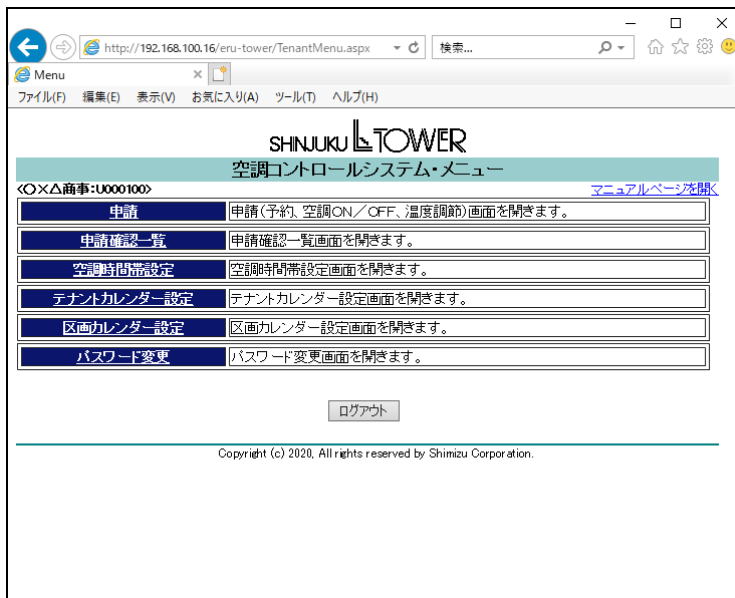 http://192.168.100.16/eru-tower/TenantMenu.aspx
検索...
Menu
ファイル(F) 編集(E) 表示(V) お気に入り(A) ツール(T) ヘルプ(H)
SHINJUKU L TOWER
空調コントロールシステム・メニュー
<○×△商事:U000100> マニュアルページを開く
申請 申請(予約、空調ON／OFF、温度調節)画面を開きます。
申請確認一覧 申請確認一覧画面を開きます。
空調時間帯設定 空調時間帯設定画面を開きます。
テナントカレンダー設定 テナントカレンダー設定画面を開きます。
区画カレンダー設定 区画カレンダー設定画面を開きます。
パスワード変更 パスワード変更画面を開きます。
ログアウト
Copyright (c) 2020, All rights reserved by Shimizu Corporation.